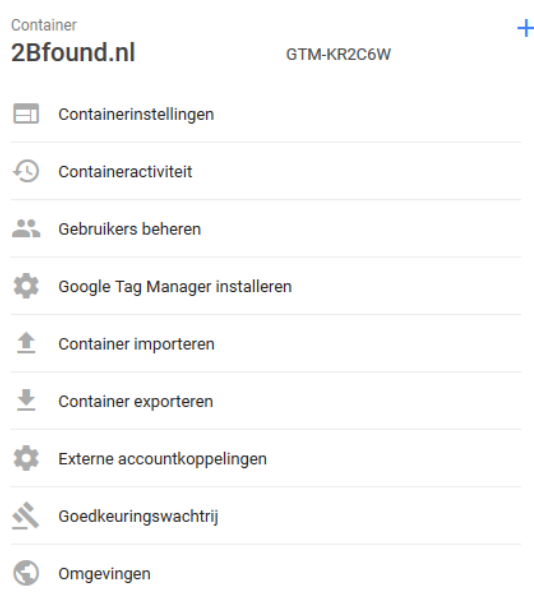 Container
2Bfound.nl GTM-KR2C6W
Containerinstellingen
Containeractiviteit
Gebruikers beheren
Google Tag Manager installeren
Container importeren
Container exporteren
Externe accountkoppelingen
Goedkeuringswachtrij
Omgevingen